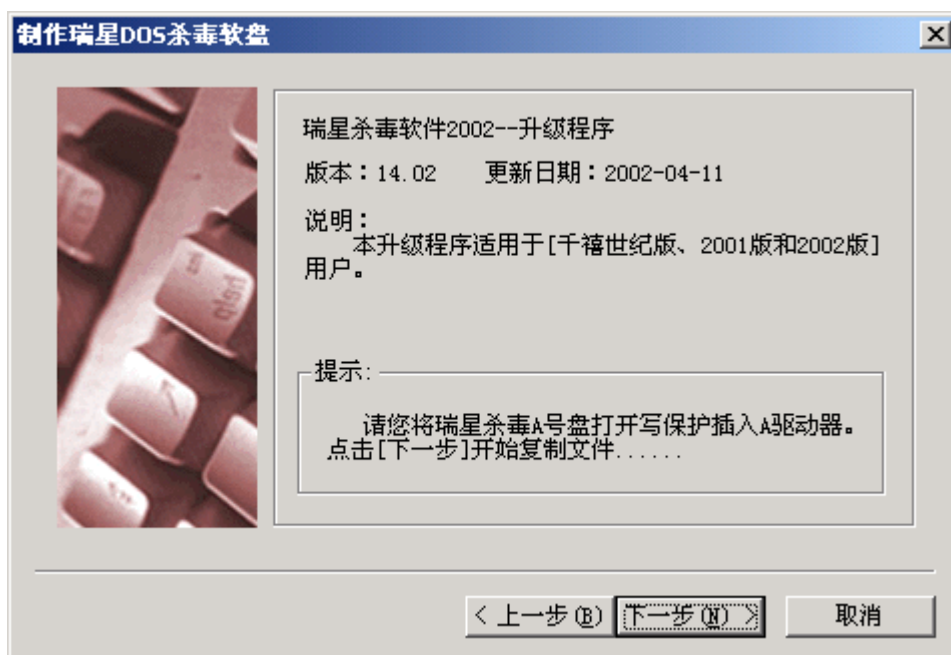 制作瑞星DOS杀毒软盘
瑞星杀毒软件2002--升级程序
版本：14.02 更新日期：2002-04-11
说明：
本升级程序适用于[千禧世纪版、2001版和2002版]
用户。
提示:
请您将瑞星杀毒A号盘打开写保护插入A驱动器。
点击[下一步]开始复制文件......
< 上一步(B) 下一步(N) > 取消